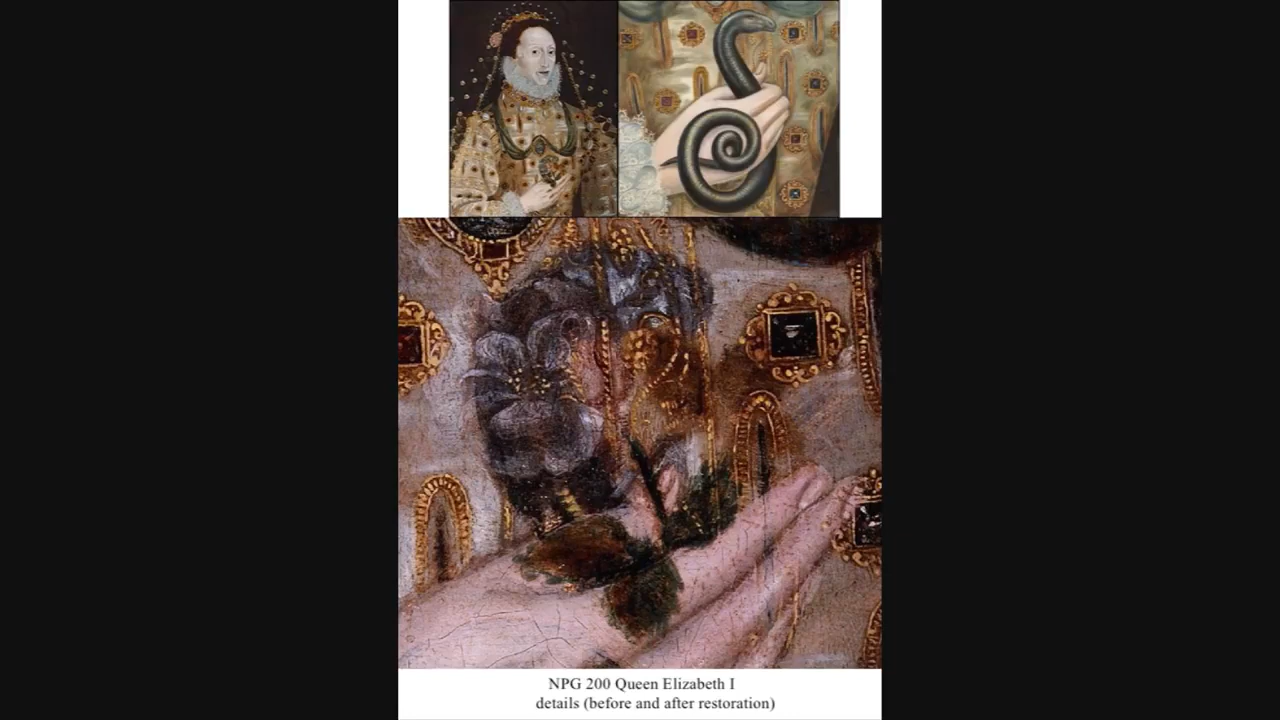 NPG 200 Queen Elizabeth I
details (before and after restoration)